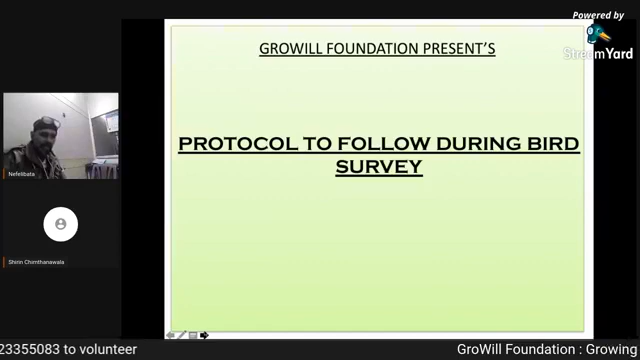 Powered by
StreamYard
GROWILL FOUNDATION PRESENT'S
PROTOCOL TO FOLLOW DURING BIRD
SURVEY
Nefelibata
Shirin Chimthanawala
23355083 to volunteer
GroWill Foundation : Growing